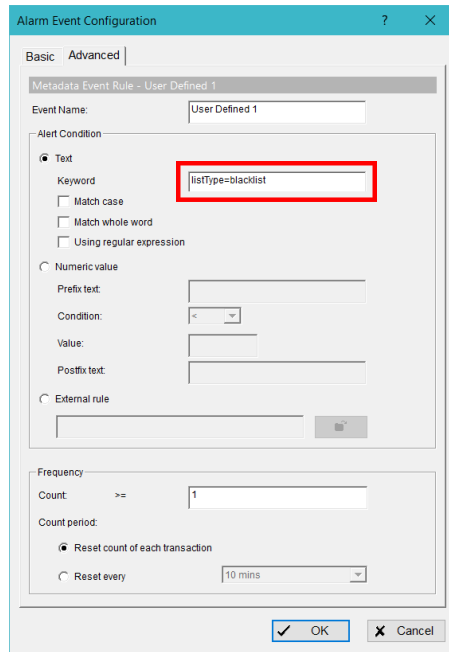 Alarm Event Configuration ? ×
Basic Advanced
Metadata Event Rule - User Defined 1
Event Name: User Defined 1
Alert Condition
Text
Keyword listType=blacklist
Match case
Match whole word
Using regular expression
Numeric value
Prefix text:
Condition: <
Value:
Postfix text:
External rule
Frequency
Count: >= 1
Count period:
Reset count of each transaction
Reset every 10 mins
OK Cancel